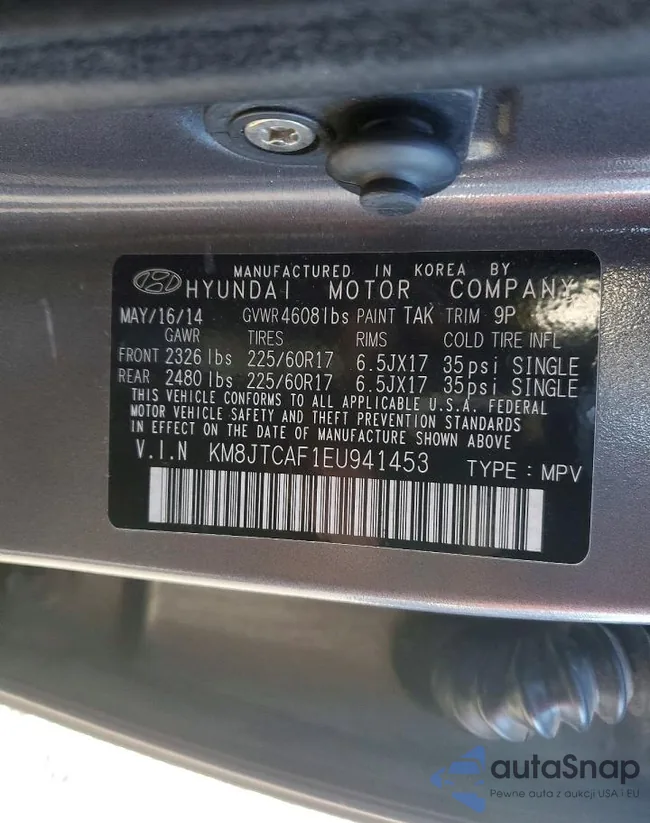 MANUFACTURED IN KOREA BY
HYUNDAI MOTOR COMPANY
MAY/16/14 GVWR 4608lbs PAINT TAK TRIM 9P
GAWR TIRES RIMS COLD TIRE INFL
FRONT 2326 lbs 225/60R17 6.5JX17 35psi SINGLE
REAR 2480 lbs 225/60R17 6.5JX17 35psi SINGLE
THIS VEHICLE CONFORMS TO ALL APPLICABLE U.S.A. FEDERAL
MOTOR VEHICLE SAFETY AND THEFT PREVENTION STANDARDS
IN EFFECT ON THE DATE OF MANUFACTURE SHOWN ABOVE
V.I.N KM8JTCAF1EU941453 TYPE : MPV
autaSnap
Pewne auta z aukcji USA i EU